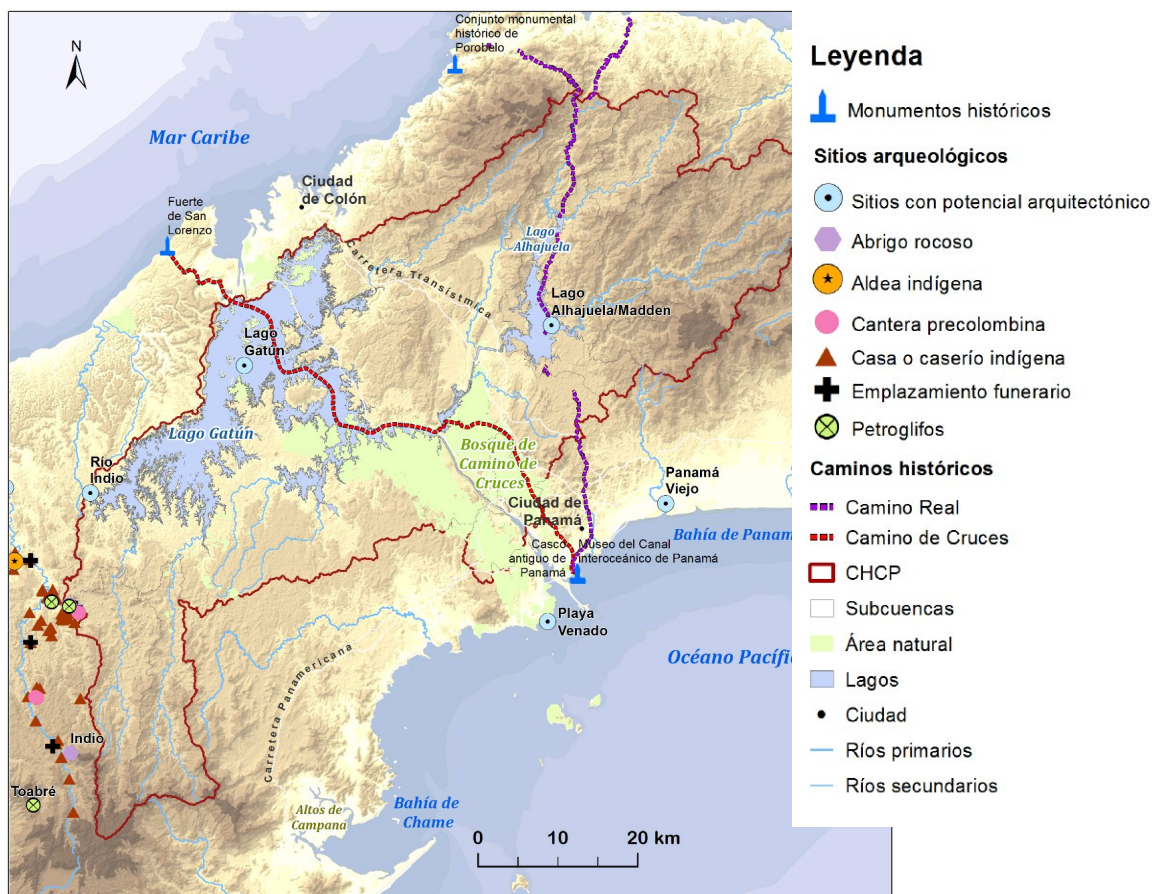 Conjunto monumental
histórico de
Porobelo
N
Mar Caribe
Ciudad
de Colón
Fuerte
de San
Lorenzo
Lago
Alhajuela
Carretera Transístmica
Lago
Alhajuela/Madden
Lago
Gatún
Lago Gatún
Bosque de
Camino de
Cruces
Río
Indio
Panamá
Viejo
Ciudad de
Panamá
Bahía de Panam
Casco
antiguo de
Panamá
Museo del Canal
interoceánico de Panamá
Playa
Venado
Océano Pacífic
Carretera Panamericana
Indio
Toabré
Altos de
Campana
Bahía de
Chame
0 10 20 km
Leyenda
Monumentos históricos
Sitios arqueológicos
Sitios con potencial arquitectónico
Abrigo rocoso
Aldea indígena
Cantera precolombina
Casa o caserío indígena
Emplazamiento funerario
Petroglifos
Caminos históricos
Camino Real
Camino de Cruces
CHCP
Subcuencas
Área natural
Lagos
Ciudad
Ríos primarios
Ríos secundarios